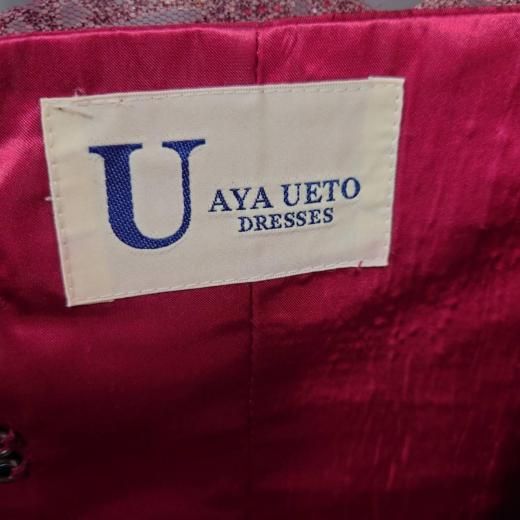 U
AYA UETO
DRESSES